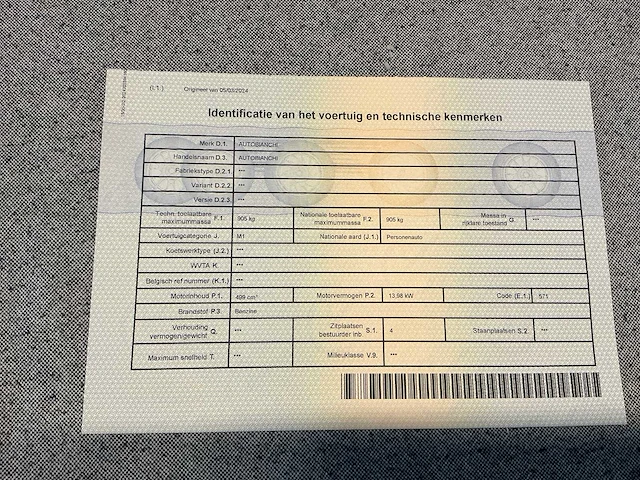 (I.1.) Origineel van 05/03/2024
Identificatie van het voertuig en technische kenmerken
Merk D.1. AUTOBIANCHI
Handelsnaam D.3. AUTOBIANCHI
Fabriekstype D.2.1. ***
Variant D.2.2. ***
Versie D.2.3. ***
Techn. toelaatbare maximummassa F.1. 905 kg Nationale toelaatbare maximummassa F.2. 905 kg Massa in rijklare toestand G. ***
Voertuigcategorie J. M1 Nationale aard (J.1.) Personenauto
Koetswerktype (J.2.) ***
WVTA K. ***
Belgisch ref.nummer (K.1.) ***
Motorinhoud P.1. 499 cm³ Motorvermogen P.2. 13,98 kW Code (E.1.) 571
Brandstof P.3. Benzine
Verhouding vermogen/gewicht Q. *** Zitplaatsen bestuurder inb. S.1. 4 Staanplaatsen S.2. ***
Maximum snelheid T. *** Milieuklasse V.9. ***